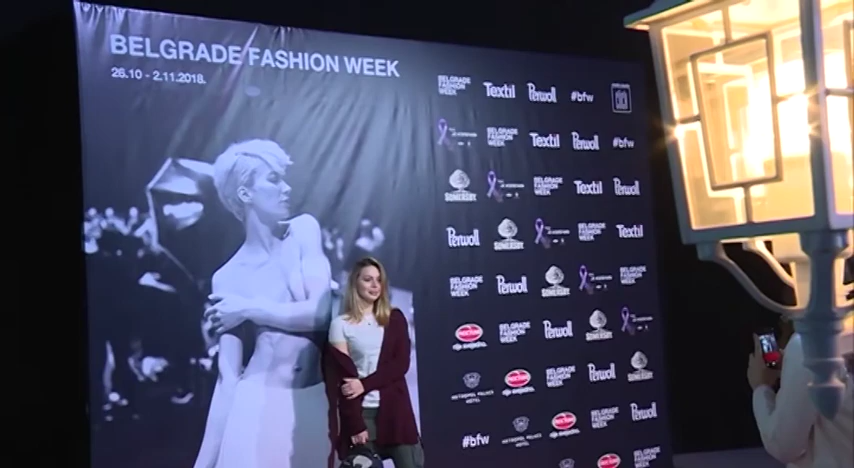 BELGRADE FASHION WEEK
26.10 - 2.11.2018.
BELGRADE FASHION WEEK Textil Perwoll #bfw
BELGRADE FASHION WEEK Textil Perwoll #bfw
SOMERSBY BELGRADE FASHION WEEK Textil Perwoll
Perwoll SOMERSBY BELGRADE FASHION WEEK Textil
BELGRADE FASHION WEEK Perwoll SOMERSBY BELGRADE FASHION WEEK
BELGRADE FASHION WEEK Perwoll SOMERSBY
METROPOL PALACE HOTEL BELGRADE FASHION WEEK Perwoll SOMERSBY
#bfw METROPOL PALACE HOTEL BELGRADE FASHION WEEK Perwoll
BELGRADE FASHION WEEK